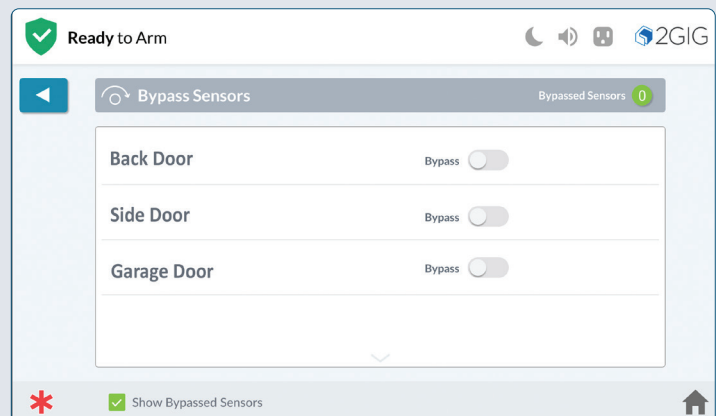 Ready to Arm
2GIG
Bypass Sensors
Bypassed Sensors 0
Back Door Bypass
Side Door Bypass
Garage Door Bypass
Show Bypassed Sensors